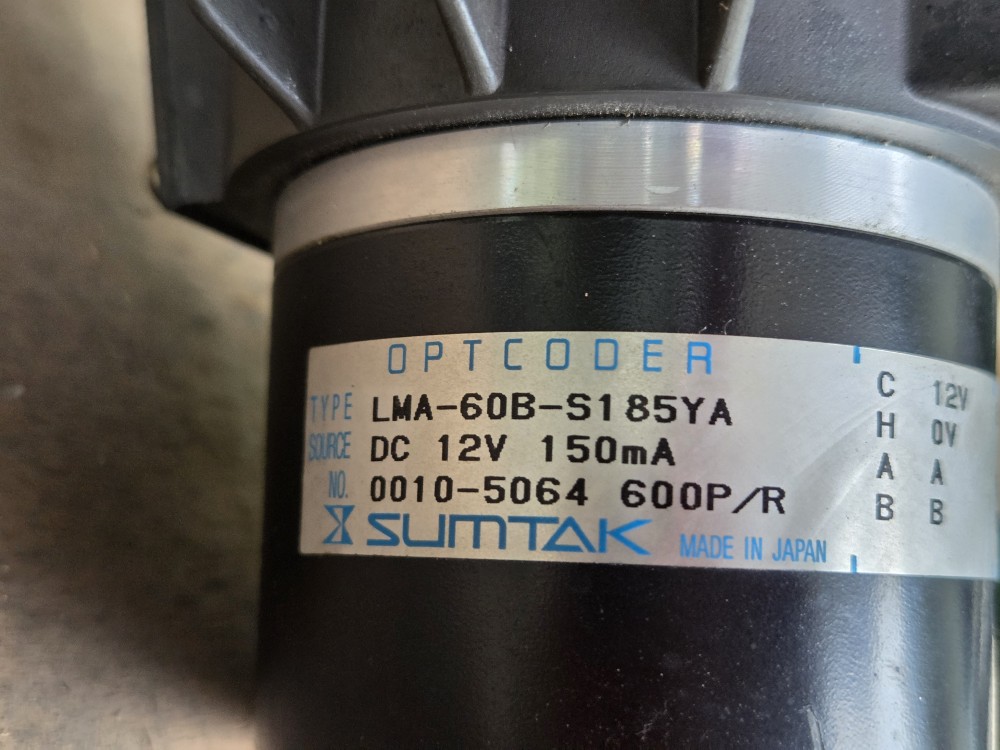 OPTCODER
TYPE LMA-60B-S185YA
SOURCE DC 12V 150mA
NO. 0010-5064 600P/R
SUMTAK MADE IN JAPAN
C 12V
H 0V
A A
B B